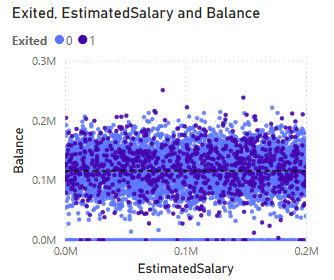 Exited, EstimatedSalary and Balance
Exited 0 1
0.3M
0.2M
0.1M
0.0M
Balance
0.0M 0.1M 0.2M
EstimatedSalary